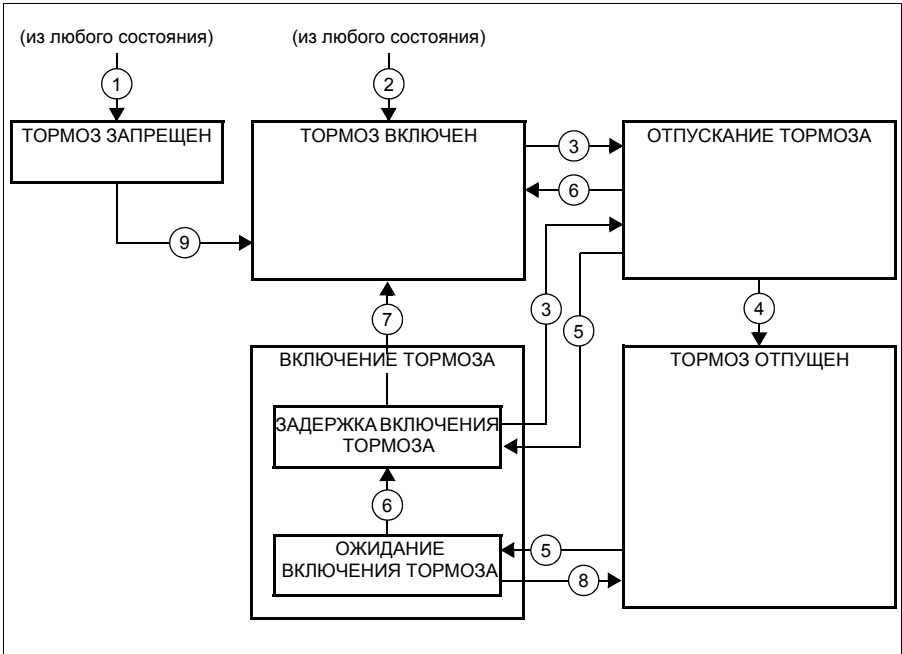 (из любого состояния)
(из любого состояния)
1
2
ТОРМОЗ ЗАПРЕЩЕН
ТОРМОЗ ВКЛЮЧЕН
ОТПУСКАНИЕ ТОРМОЗА
3
6
9
3
5
4
7
ВКЛЮЧЕНИЕ ТОРМОЗА
ТОРМОЗ ОТПУЩЕН
ЗАДЕРЖКА ВКЛЮЧЕНИЯ
ТОРМОЗА
6
ОЖИДАНИЕ
ВКЛЮЧЕНИЯ ТОРМОЗА
5
8